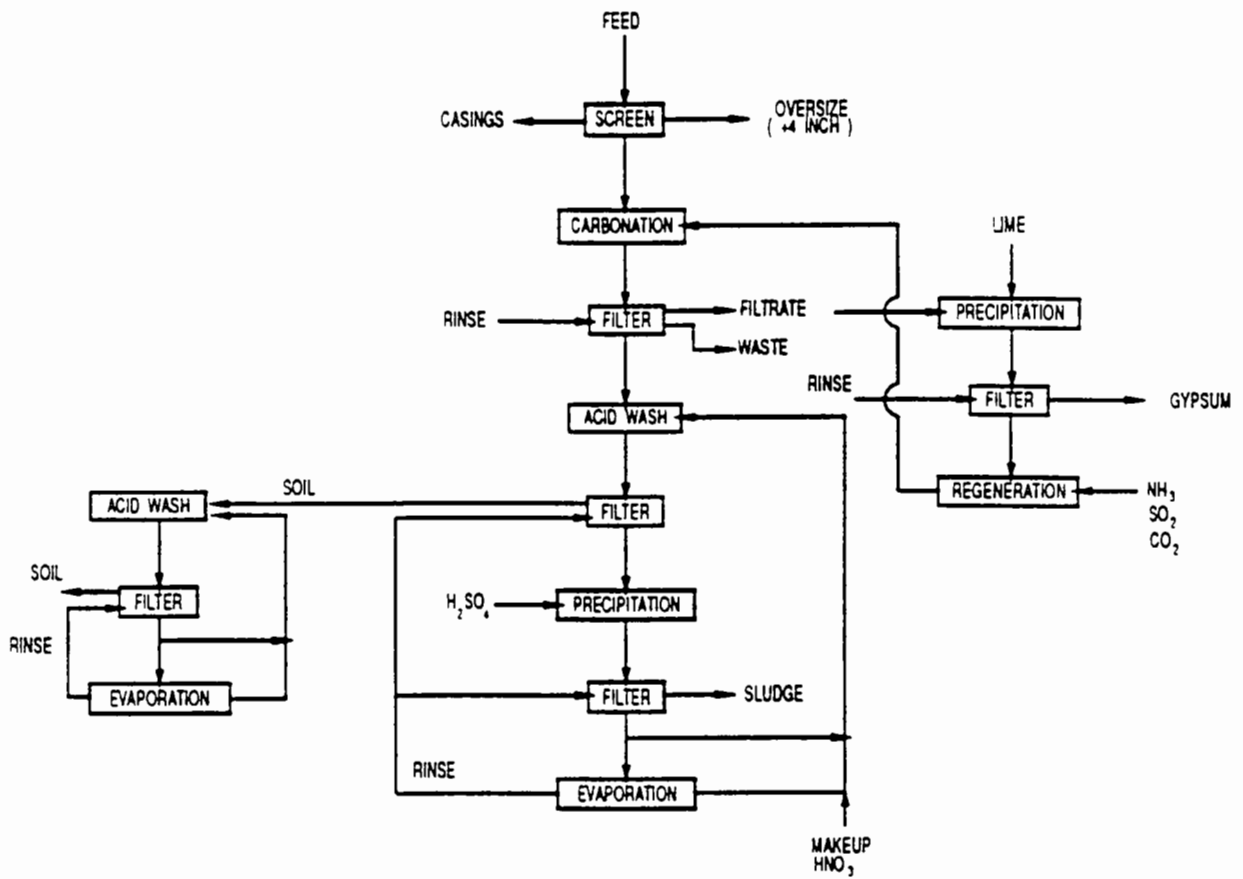 FEED
CASINGS
SCREEN
OVERSIZE
( +4 INCH )
CARBONATION
LIME
RINSE
FILTER
FILTRATE
WASTE
PRECIPITATION
RINSE
FILTER
GYPSUM
ACID WASH
REGENERATION
NH₃
SO₂
CO₂
SOIL
ACID WASH
FILTER
SOIL
FILTER
RINSE
EVAPORATION
H₂SO₄
PRECIPITATION
FILTER
SLUDGE
RINSE
EVAPORATION
MAKEUP
HNO₃